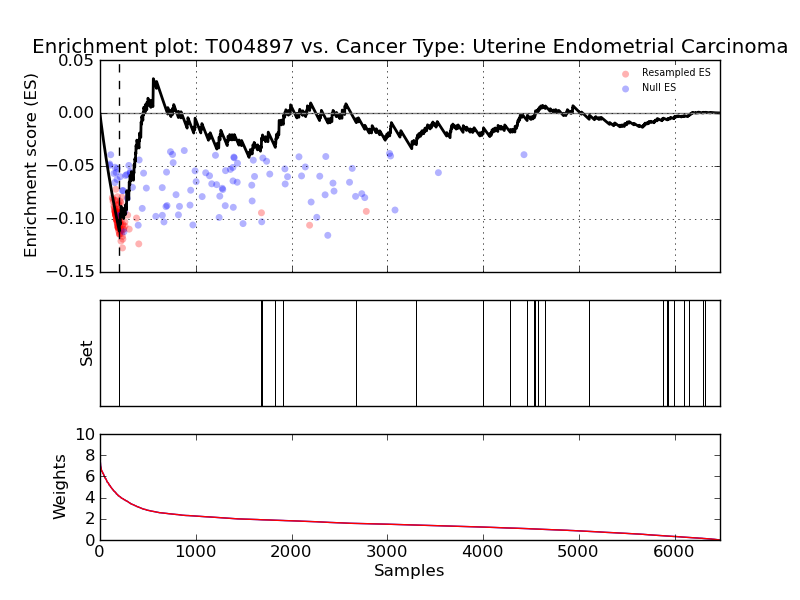 Enrichment plot: T004897 vs. Cancer Type: Uterine Endometrial Carcinoma
0.05
0.00
−0.05
−0.10
−0.15
Enrichment score (ES)
Resampled ES
Null ES
Set
10
8
6
4
2
0
Weights
0
1000
2000
3000
4000
5000
6000
Samples